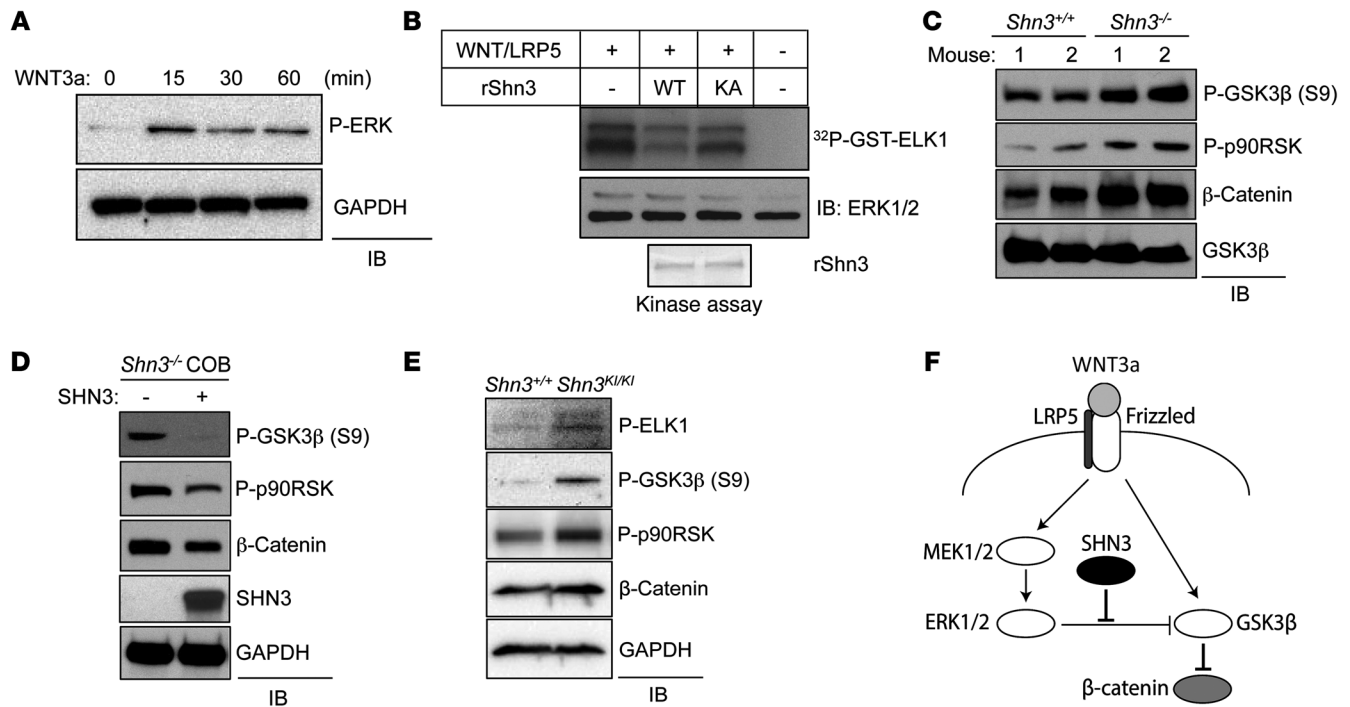 A
WNT3a: 0 15 30 60 (min)
P-ERK
GAPDH
IB
B
WNT/LRP5 + + + -
rShn3 - WT KA -
32P-GST-ELK1
IB: ERK1/2
rShn3
Kinase assay
C
Shn3+/+ Shn3-/-
Mouse: 1 2 1 2
P-GSK3β (S9)
P-p90RSK
β-Catenin
GSK3β
IB
D
Shn3-/- COB
SHN3: - +
P-GSK3β (S9)
P-p90RSK
β-Catenin
SHN3
GAPDH
IB
E
Shn3+/+ Shn3KI/KI
P-ELK1
P-GSK3β (S9)
P-p90RSK
β-Catenin
GAPDH
IB
F
WNT3a
LRP5 Frizzled
MEK1/2 SHN3
ERK1/2 GSK3β
β-catenin